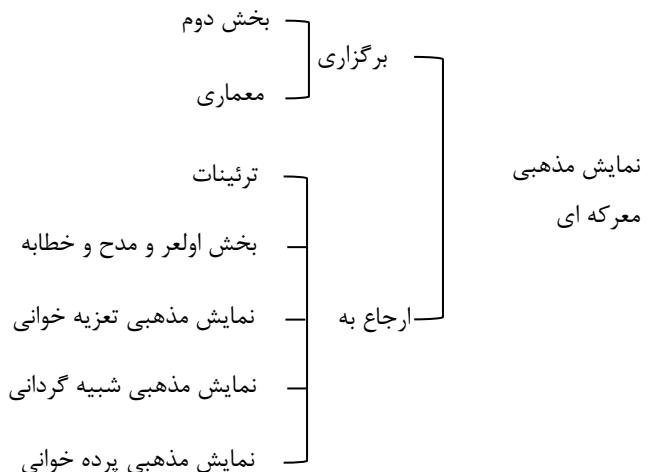 نمایش مذهبی
معرکه ای
برگزاری
بخش دوم
معماری
ارجاع به
ترئینات
بخش اولعر و مدح و خطابه
نمایش مذهبی تعزیه خوانی
نمایش مذهبی شبیه گردانی
نمایش مذهبی پرده خوانی